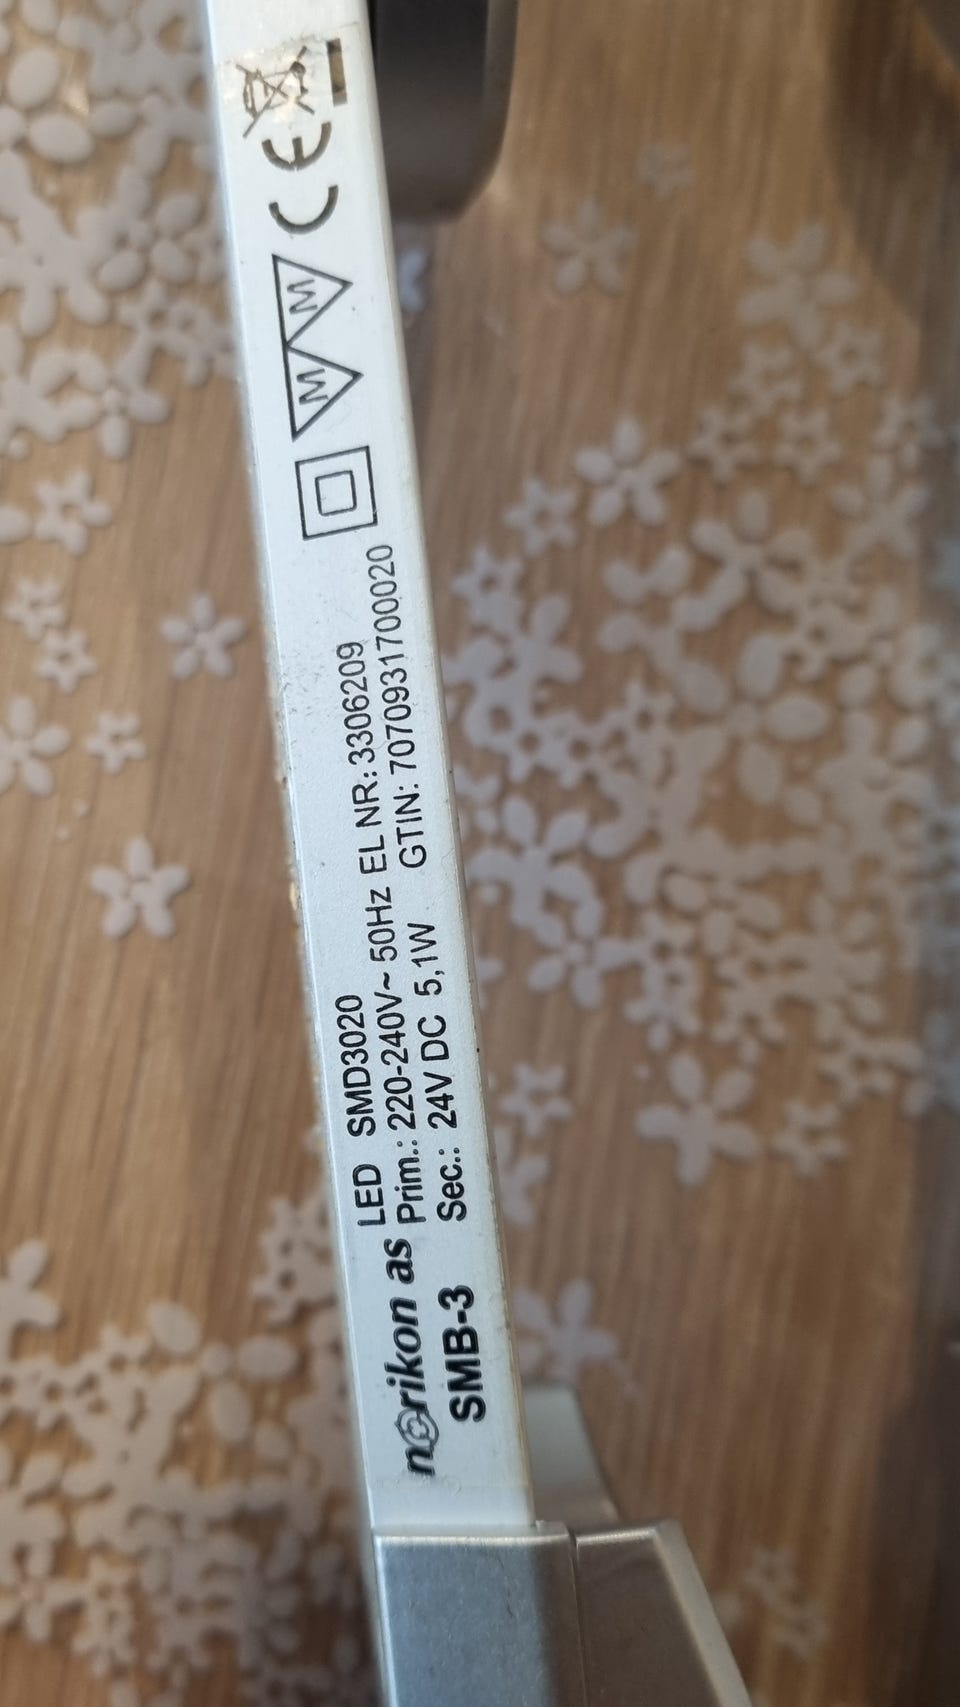 norikon as
SMB-3
LED SMD3020
Prim.: 220-240V~ 50Hz EL NR: 3306209
Sec.: 24V DC 5,1W GTIN: 7070931700020
M M
CE